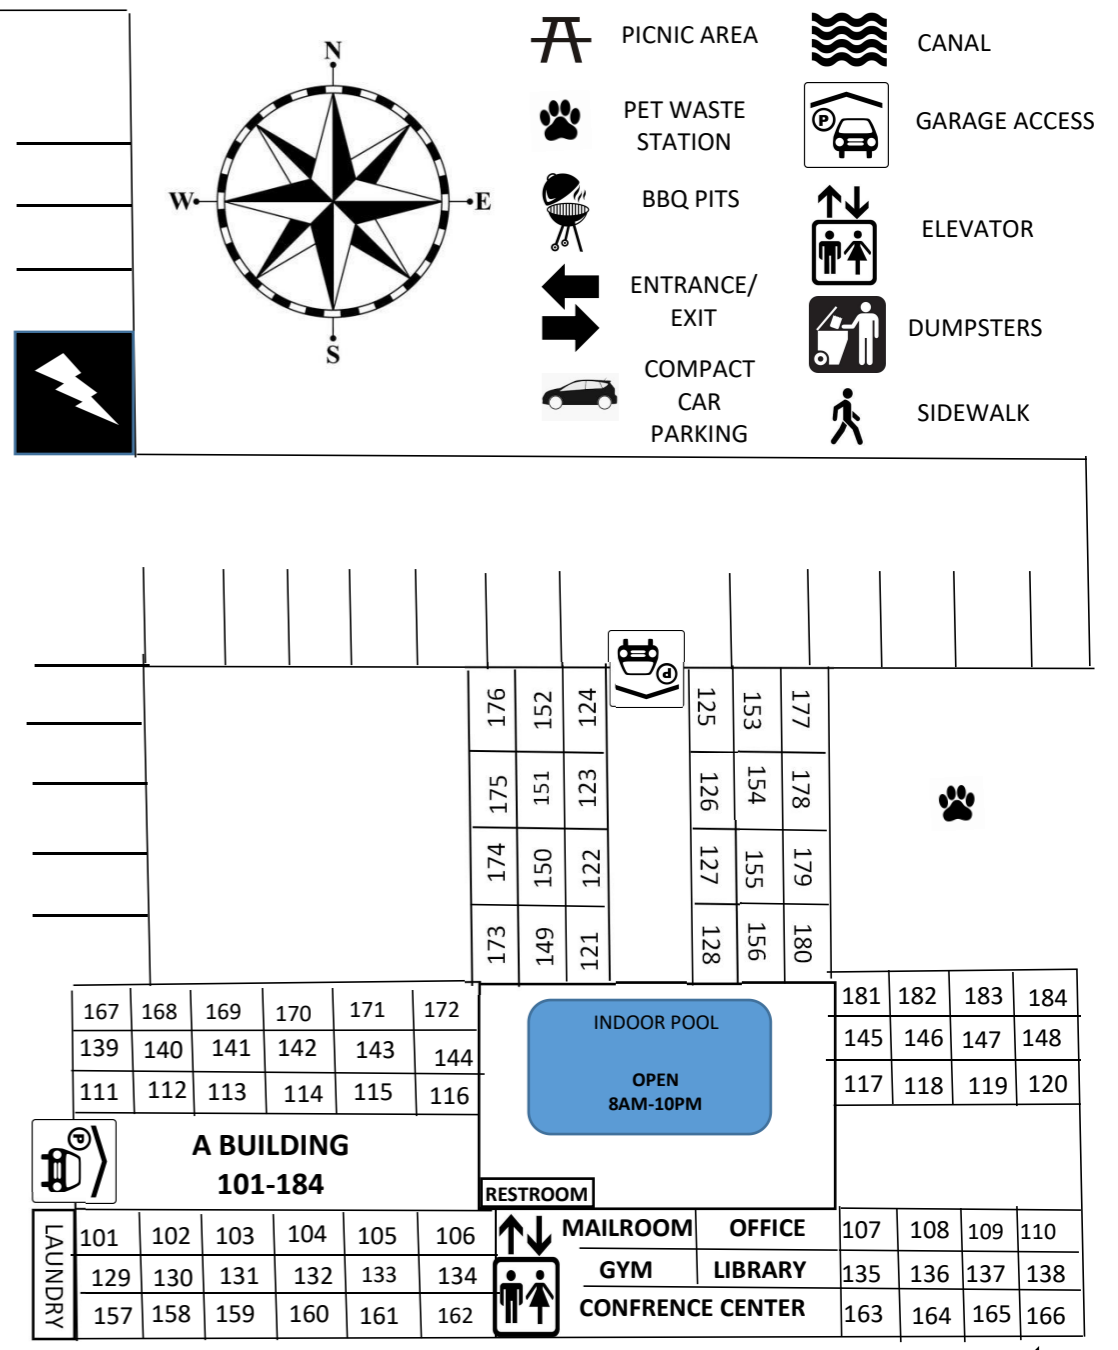 N
W
E
S
PICNIC AREA
CANAL
PET WASTE
STATION
P
GARAGE ACCESS
BBQ PITS
ELEVATOR
ENTRANCE/
EXIT
DUMPSTERS
COMPACT
CAR
PARKING
SIDEWALK
P
176 152 124 125 153 177
175 151 123 126 154 178
174 150 122 127 155 179
173 149 121 128 156 180
167 168 169 170 171 172
139 140 141 142 143 144
111 112 113 114 115 116
INDOOR POOL
OPEN
8AM-10PM
181 182 183 184
145 146 147 148
117 118 119 120
P
A BUILDING
101-184
RESTROOM
LAUNDRY
101 102 103 104 105 106 MAILROOM OFFICE 107 108 109 110
129 130 131 132 133 134 GYM LIBRARY 135 136 137 138
157 158 159 160 161 162 CONFRENCE CENTER 163 164 165 166